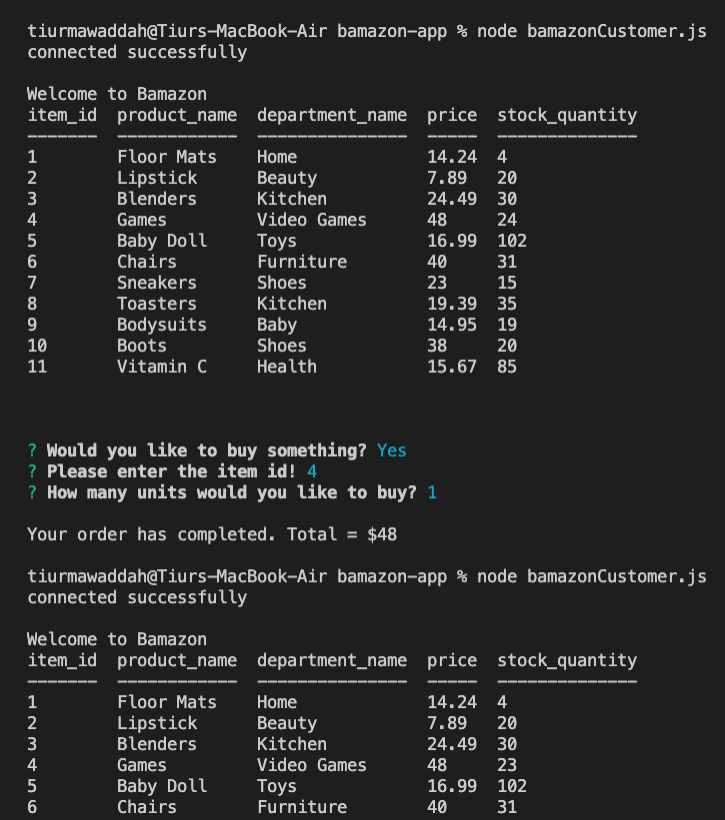 tiurmawaddah@Tiurs-MacBook-Air bamazon-app % node bamazonCustomer.js
connected successfully
Welcome to Bamazon
item_id  product_name  department_name  price  stock_quantity
-------  ------------  ---------------  -----  --------------
1        Floor Mats    Home             14.24  4
2        Lipstick      Beauty           7.89   20
3        Blenders      Kitchen          24.49  30
4        Games         Video Games      48     24
5        Baby Doll     Toys             16.99  102
6        Chairs        Furniture        40     31
7        Sneakers      Shoes            23     15
8        Toasters      Kitchen          19.39  35
9        Bodysuits     Baby             14.95  19
10       Boots         Shoes            38     20
11       Vitamin C     Health           15.67  85
? Would you like to buy something? Yes
? Please enter the item id! 4
? How many units would you like to buy? 1
Your order has completed. Total = $48
tiurmawaddah@Tiurs-MacBook-Air bamazon-app % node bamazonCustomer.js
connected successfully
Welcome to Bamazon
item_id  product_name  department_name  price  stock_quantity
-------  ------------  ---------------  -----  --------------
1        Floor Mats    Home             14.24  4
2        Lipstick      Beauty           7.89   20
3        Blenders      Kitchen          24.49  30
4        Games         Video Games      48     23
5        Baby Doll     Toys             16.99  102
6        Chairs        Furniture        40     31